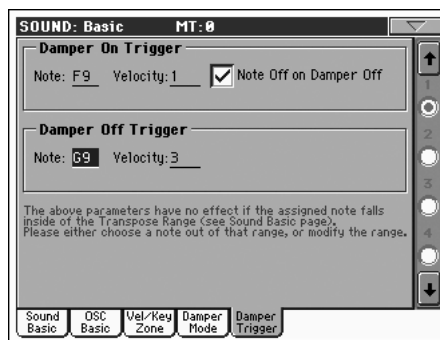 SOUND: Basic MT:0
Damper On Trigger
Note: F9 Velocity: 1 Note Off on Damper Off
Damper Off Trigger
Note: G9 Velocity: 3
The above parameters have no effect if the assigned note falls
inside of the Transpose Range (see Sound Basic page).
Please either choose a note out of that range, or modify the range.
1
2
3
4
Sound Basic OSC Basic Vel/Key Zone Damper Mode Damper Trigger